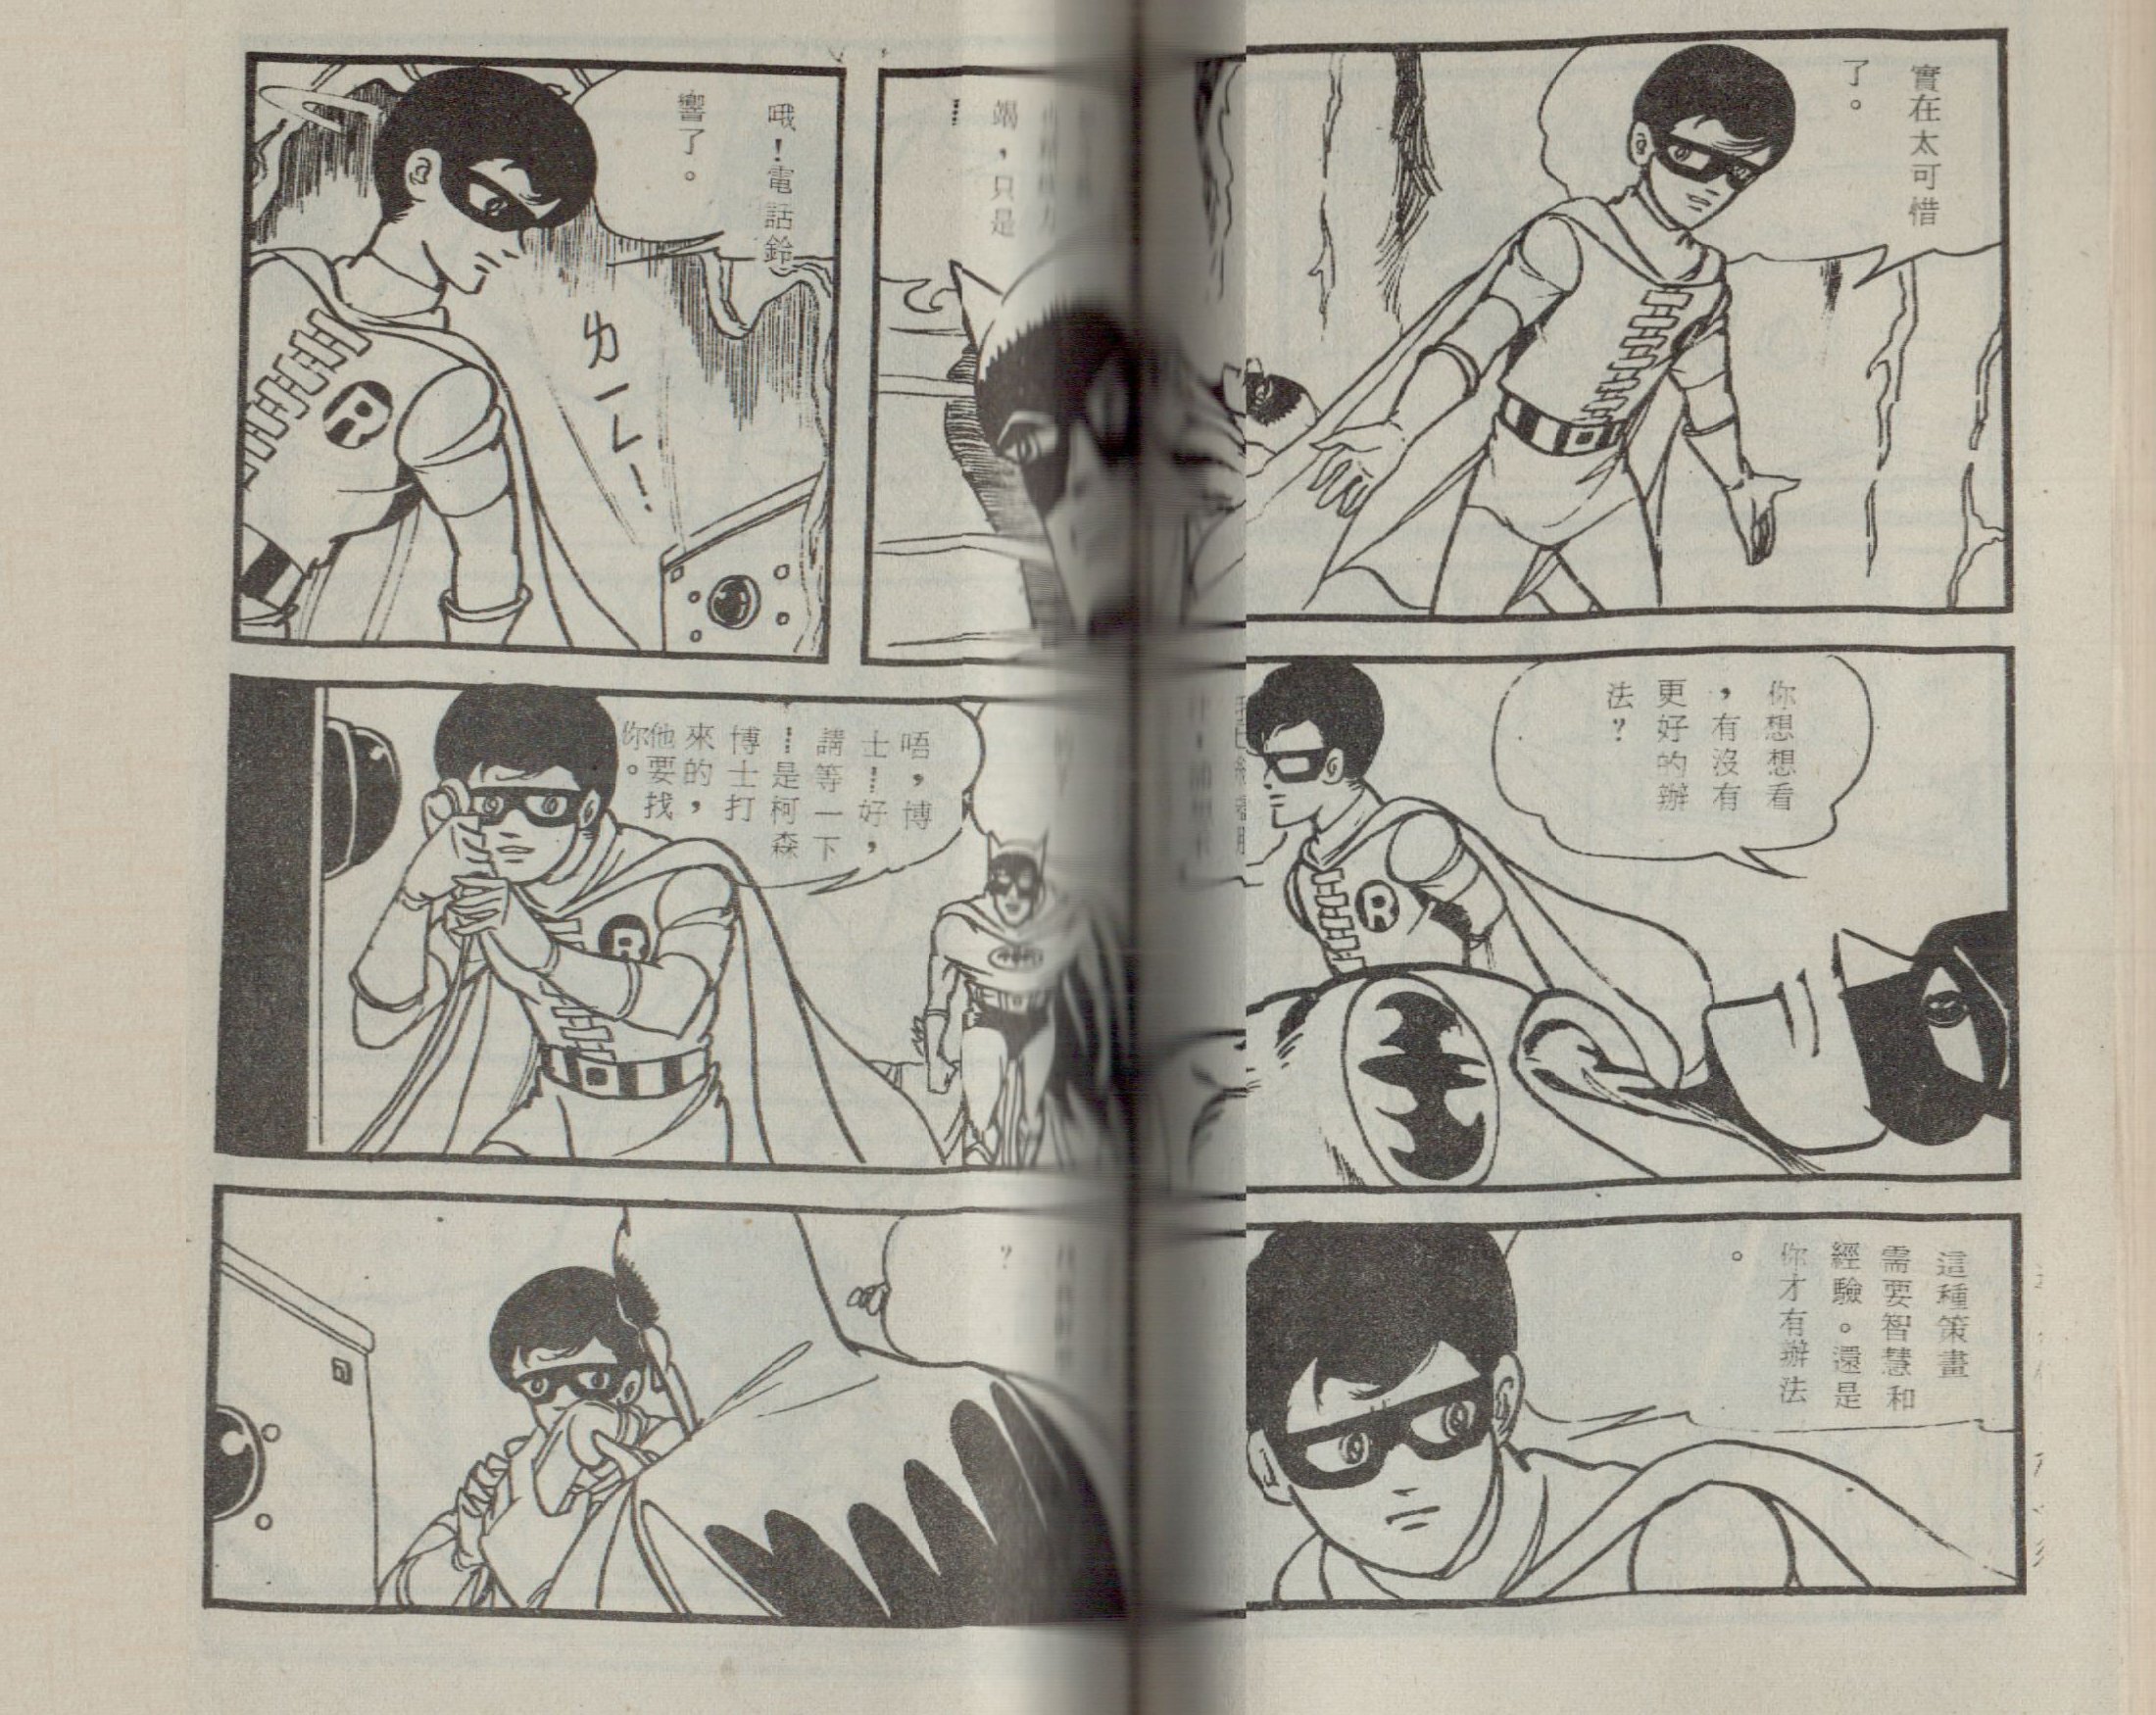 實在太可惜
了。
你想想看
，有沒有
更好的辦
法？
R
這種策畫
需要智慧和
經驗。還是
你才有辦法
。
竭，只是
…
哦！電話鈴
響了。
ㄌㄧㄥ！
R
唔，博
士…好，
請等一下
…是柯森
博士打
來的，
他要找
你。
R
？